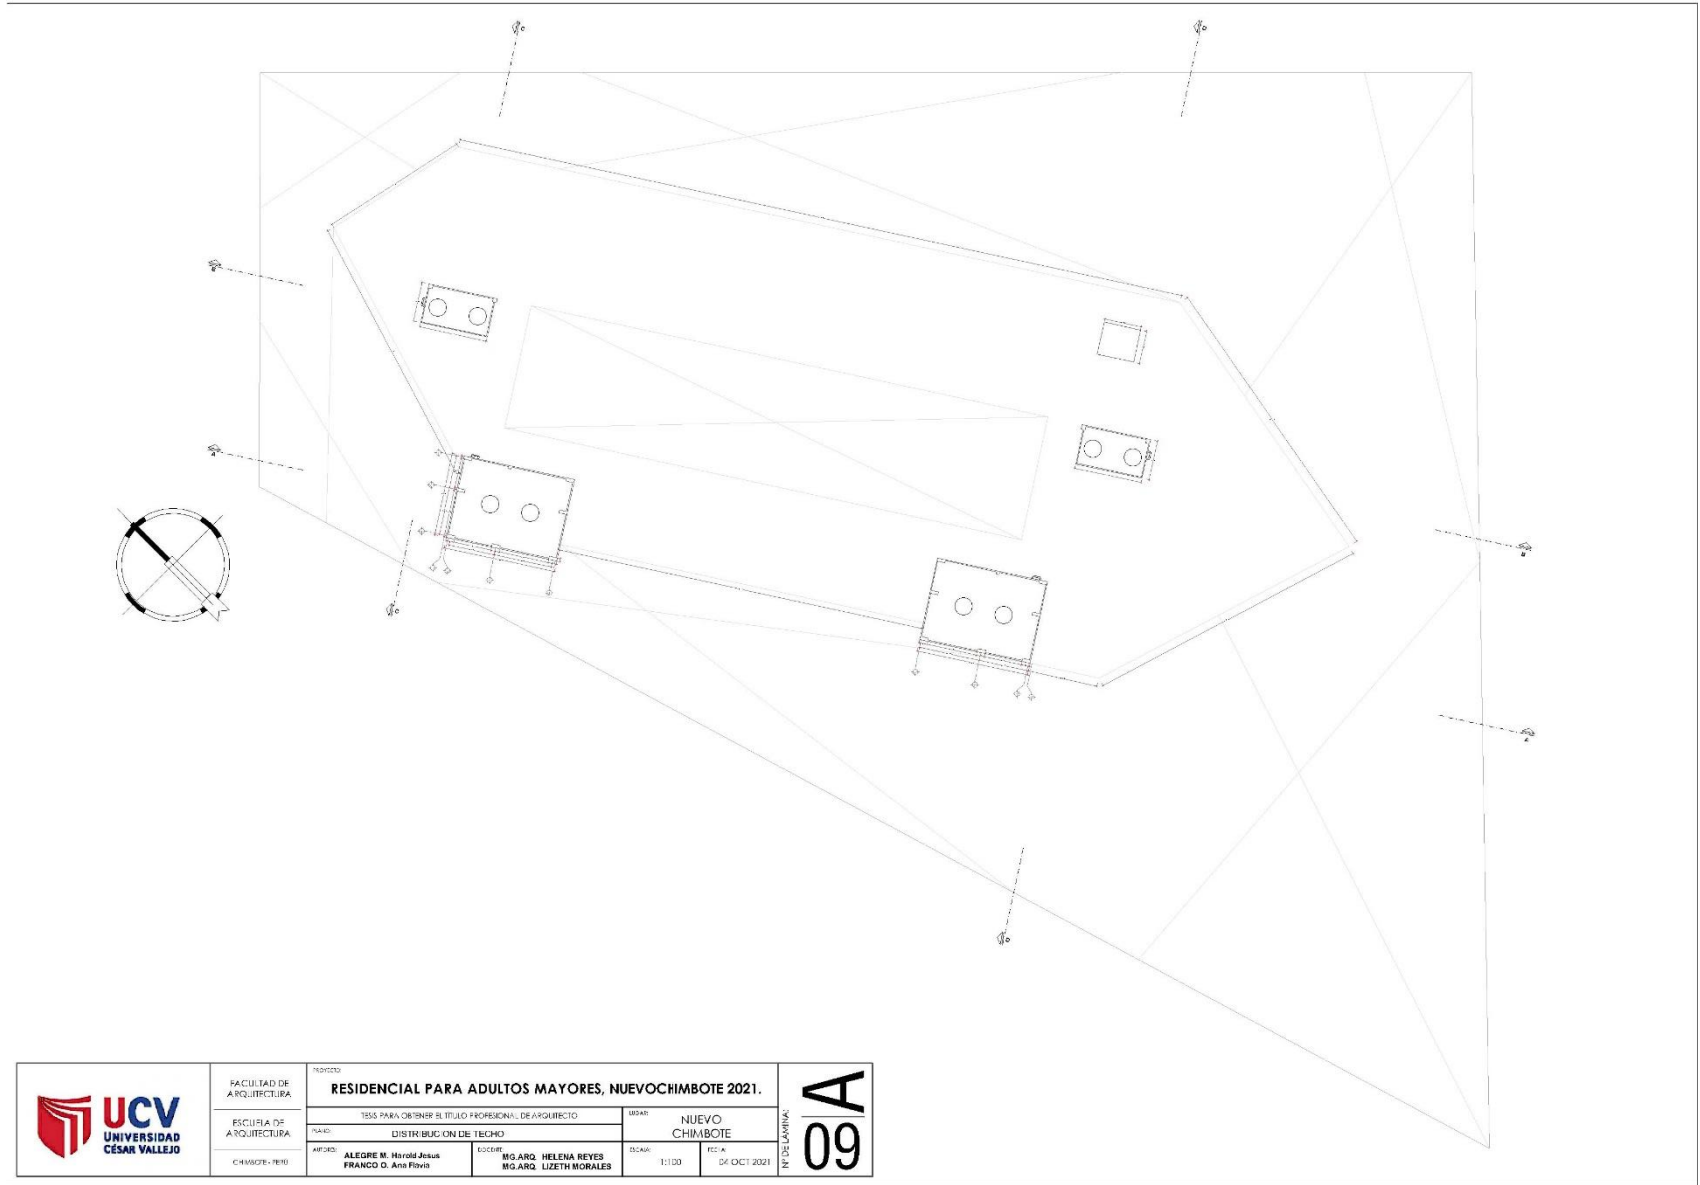 UCV
UNIVERSIDAD
CÉSAR VALLEJO
FACULTAD DE
ARQUITECTURA
ESCUELA DE
ARQUITECTURA
CHIMBOTE - PERÚ
PROYECTO:
RESIDENCIAL PARA ADULTOS MAYORES, NUEVOCHIMBOTE 2021.
TESIS PARA OBTENER EL TÍTULO PROFESIONAL DE ARQUITECTO
PLANO:
DISTRIBUCION DE TECHO
LUGAR:
NUEVO
CHIMBOTE
AUTORES:
ALEGRE M. Harold Jesus
FRANCO O. Ana Flavia
DOCENTE:
MG.ARQ. HELENA REYES
MG.ARQ. LIZETH MORALES
ESCALA:
1:100
FECHA:
04 OCT 2021
N° DE LÁMINA:
A
09